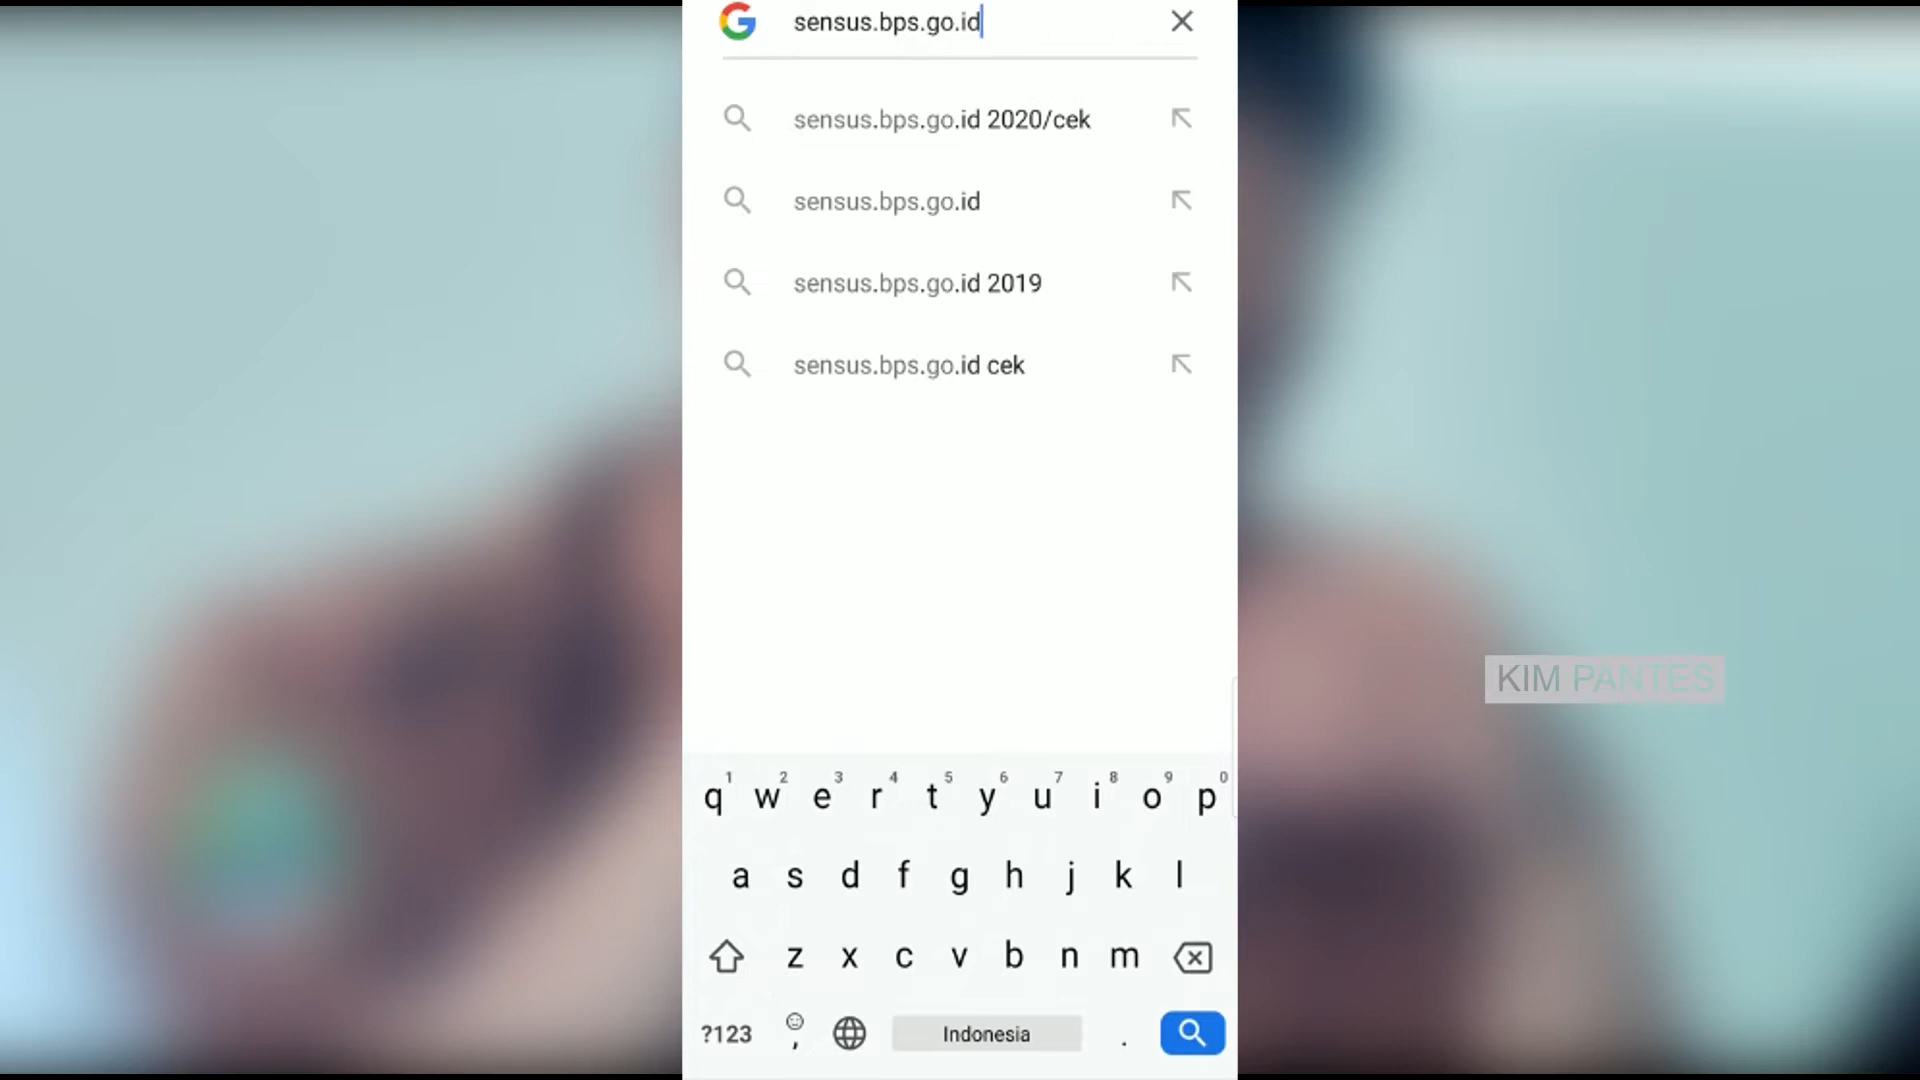 sensus.bps.go.id
sensus.bps.go.id 2020/cek
sensus.bps.go.id
sensus.bps.go.id 2019
sensus.bps.go.id cek
KIM PANTES
1 2 3 4 5 6 7 8 9 0
q w e r t y u i o p
a s d f g h j k l
z x c v b n m
?123 , Indonesia .